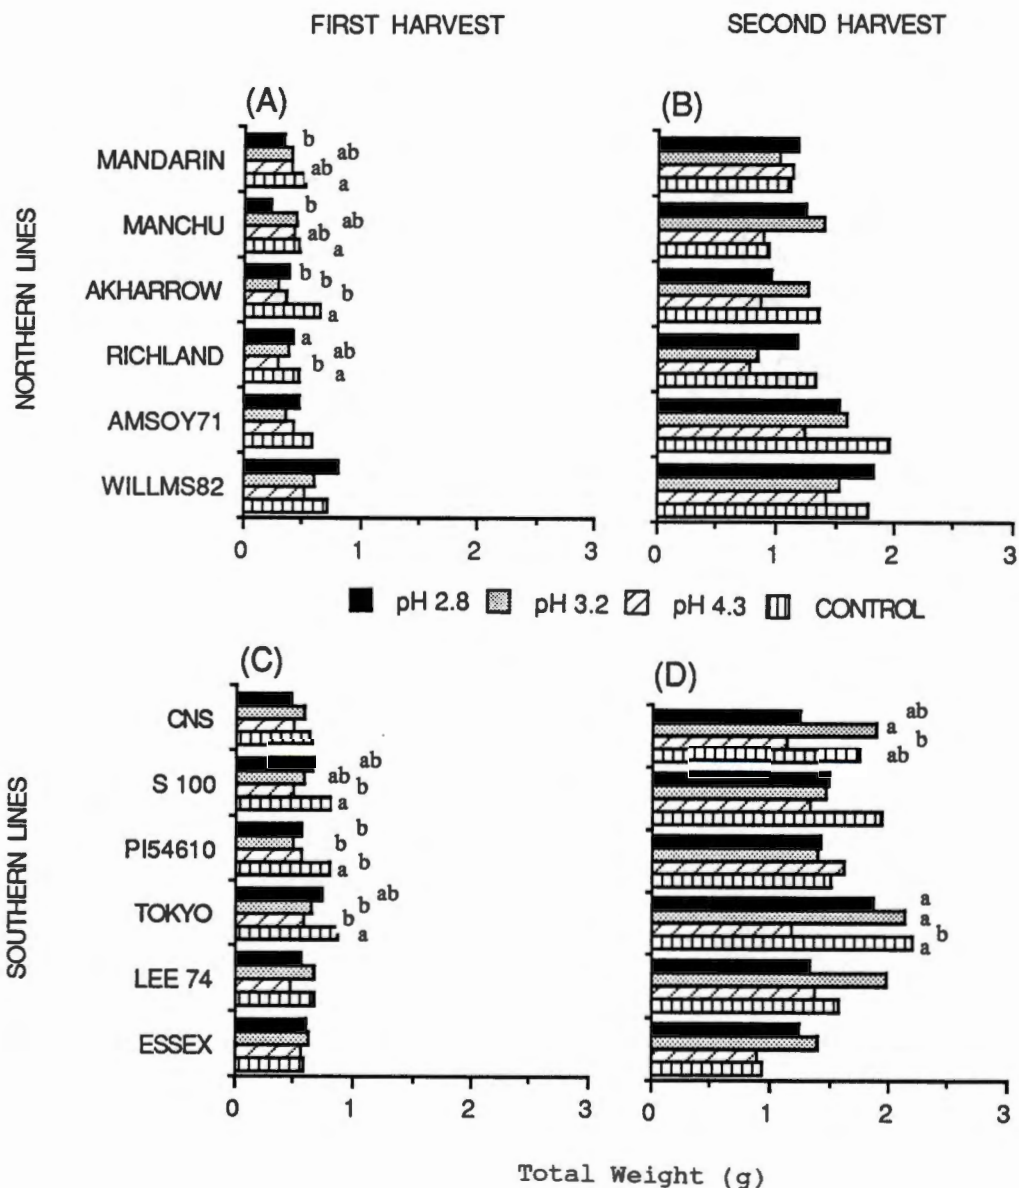 FIRST HARVEST
SECOND HARVEST
(A)
(B)
NORTHERN LINES
MANDARIN
b
ab
ab
a
MANCHU
b
ab
ab
a
AKHARROW
b
b
b
a
RICHLAND
a
ab
b
a
AMSOY71
WILLMS82
0 1 2 3
0 1 2 3
pH 2.8 pH 3.2 pH 4.3 CONTROL
(C)
(D)
SOUTHERN LINES
CNS
ab
a
b
ab
S 100
ab
ab
b
a
PI54610
b
b
b
a
TOKYO
ab
b
b
a
a
a
b
a
LEE 74
ESSEX
0 1 2 3
0 1 2 3
Total Weight (g)